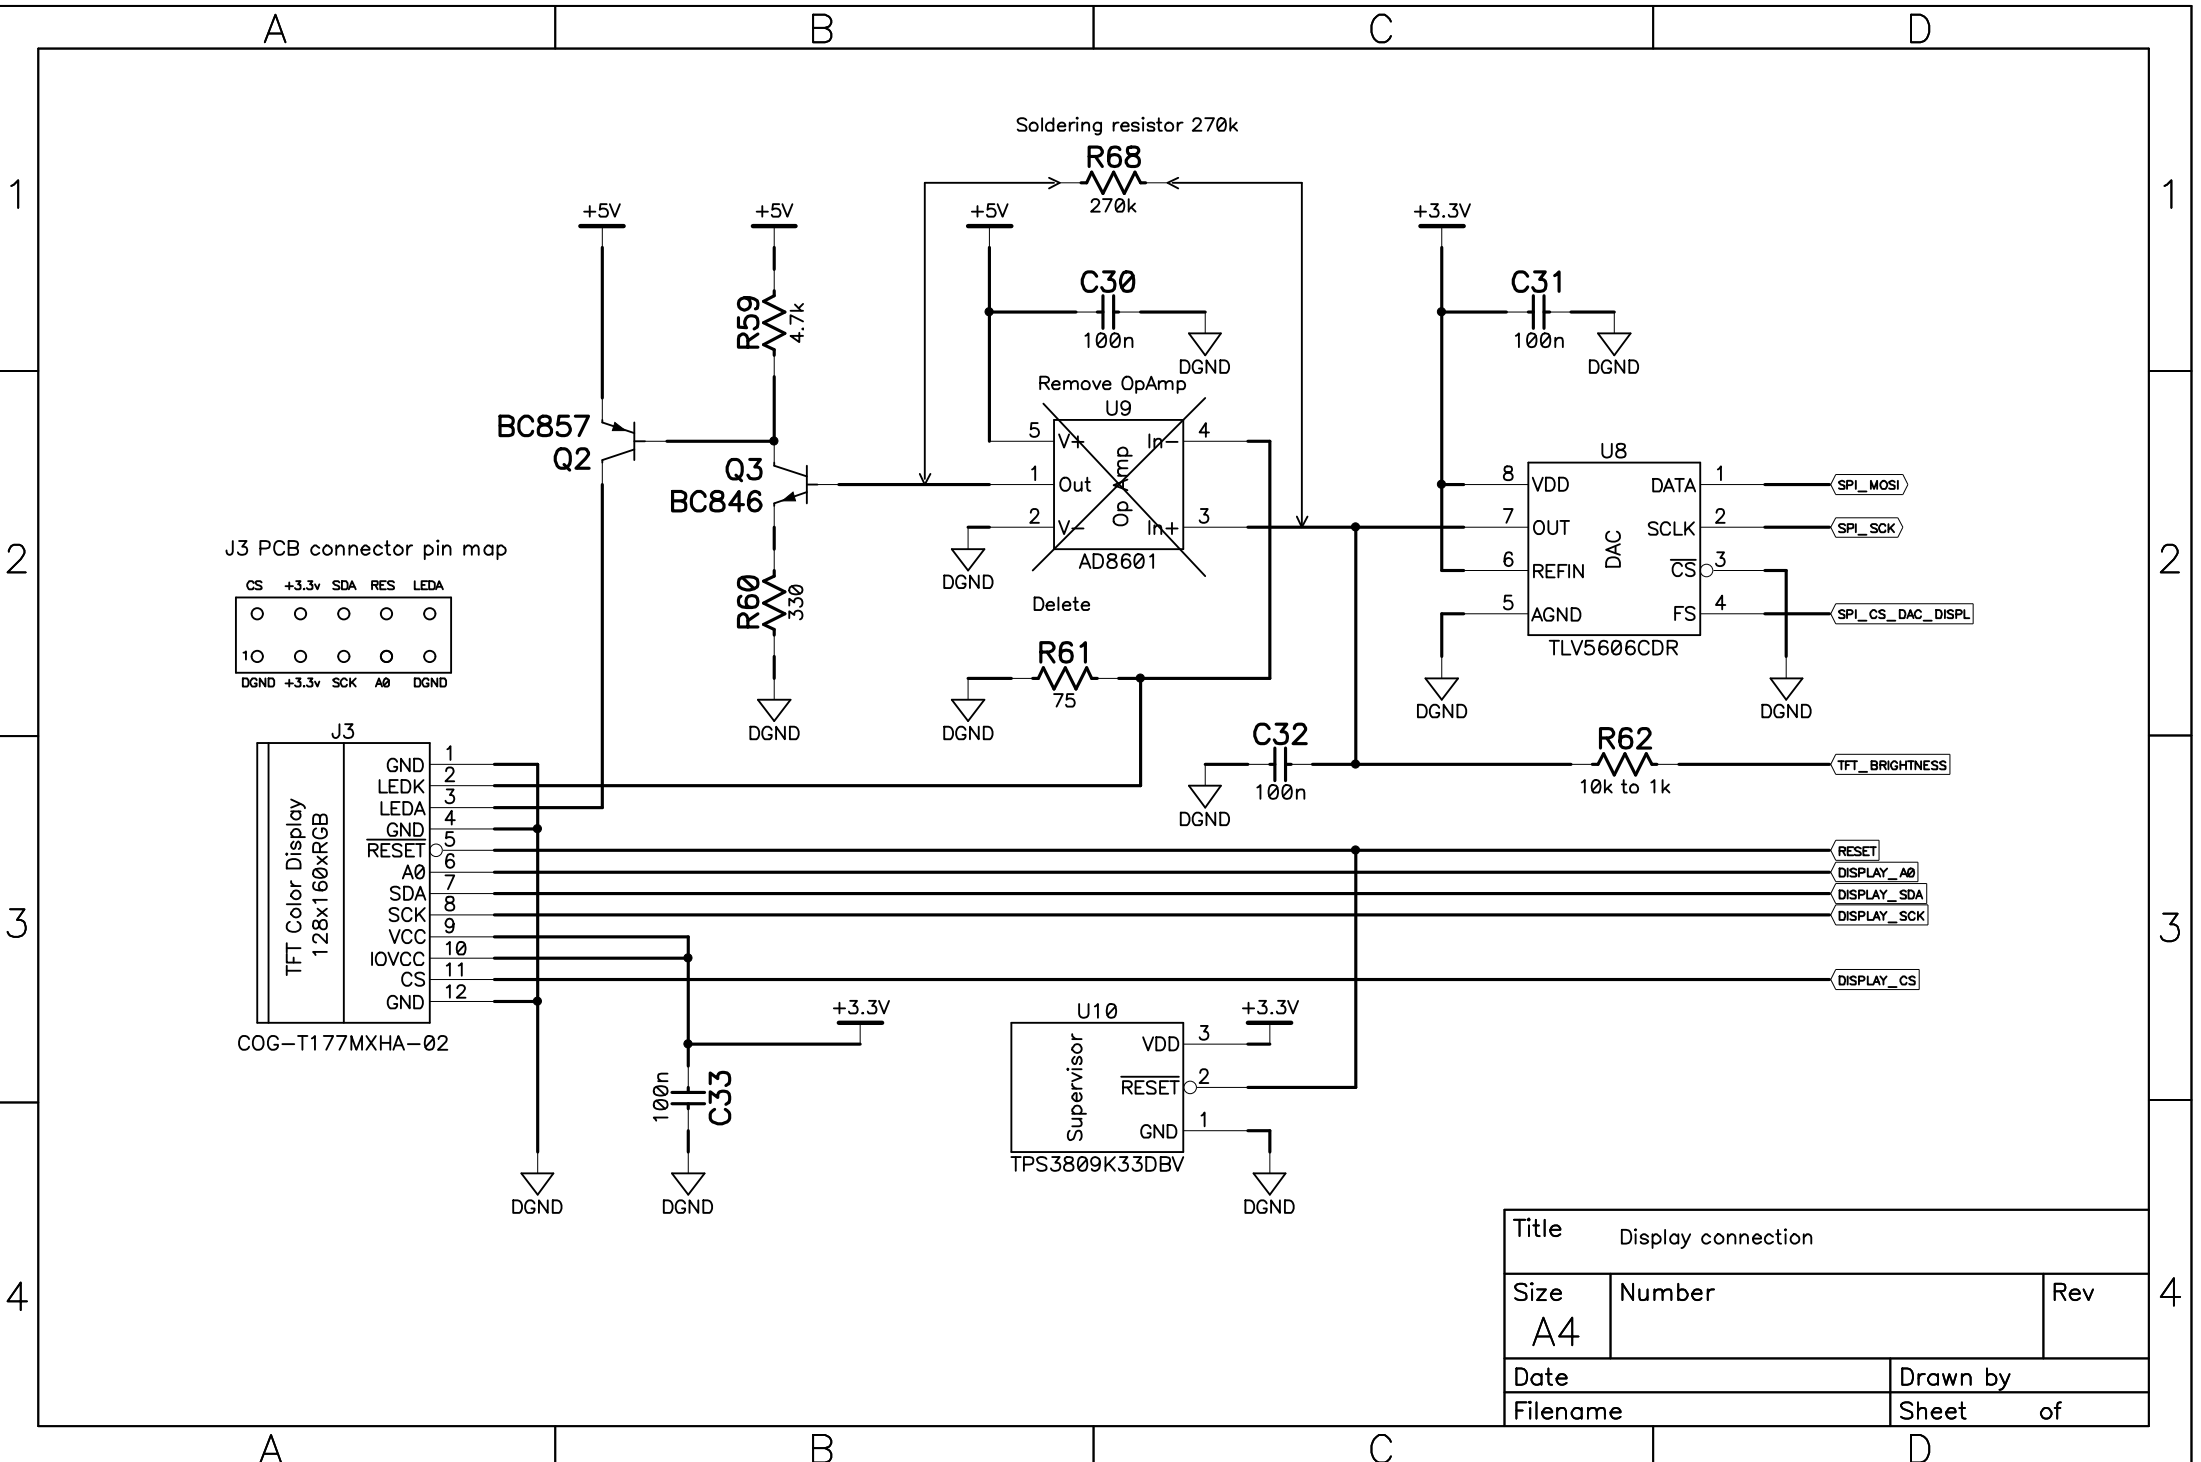 A B C D
1 1
Soldering resistor 270k
R68
270k
+5V +5V +5V +3.3V
R59
4.7k
C30
100n
DGND
C31
100n
DGND
Remove OpAmp
U9
BC857
Q2
Q3
BC846
5 V+ In- 4
1 Out
2 V- In+ 3
Op Amp
AD8601
DGND
U8
8 VDD DATA 1 SPI_MOSI
7 OUT SCLK 2 SPI_SCK
6 REFIN CS 3
5 AGND FS 4 SPI_CS_DAC_DISPL
DAC
TLV5606CDR
2 2
J3 PCB connector pin map
CS +3.3v SDA RES LEDA
1
DGND +3.3v SCK A0 DGND
R60
330
DGND
Delete
R61
75
DGND
DGND DGND
C32
100n
DGND
R62
10k to 1k
TFT_BRIGHTNESS
J3
TFT Color Display
128x160xRGB
GND 1
LEDK 2
LEDA 3
GND 4
RESET 5 RESET
A0 6 DISPLAY_A0
SDA 7 DISPLAY_SDA
SCK 8 DISPLAY_SCK
VCC 9
IOVCC 10
CS 11 DISPLAY_CS
GND 12
COG-T177MXHA-02
3 3
+3.3V
100n
C33
DGND DGND
U10
+3.3V
Supervisor
VDD 3
RESET 2
GND 1
TPS3809K33DBV
DGND
4 4
Title Display connection
Size Number Rev
A4
Date Drawn by
Filename Sheet of
A B C D